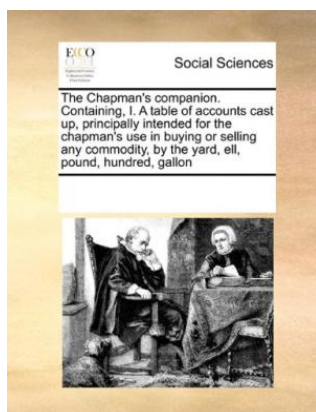 ECCO
Social Sciences
The Chapman's companion.
Containing, I. A table of accounts cast
up, principally intended for the
chapman's use in buying or selling
any commodity, by the yard, ell,
pound, hundred, gallon